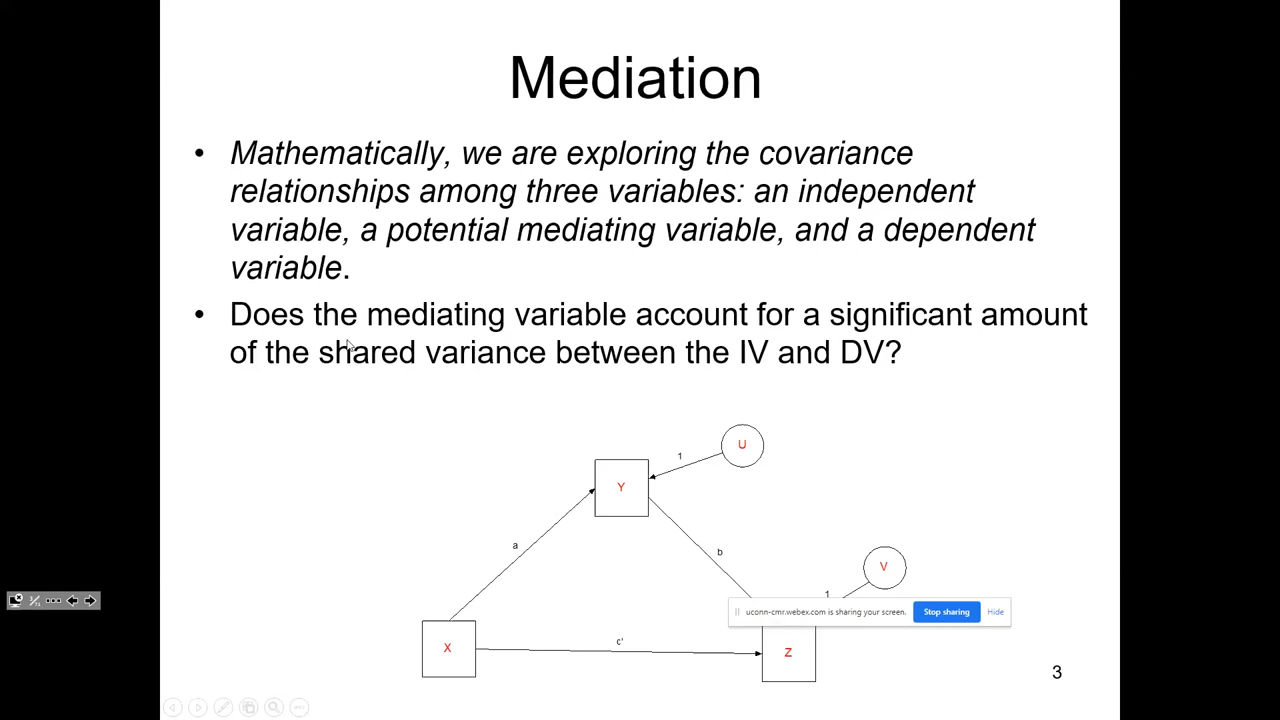 Mediation
• Mathematically, we are exploring the covariance
relationships among three variables: an independent
variable, a potential mediating variable, and a dependent
variable.
• Does the mediating variable account for a significant amount
of the shared variance between the IV and DV?
U
1
Y
a
b
V
1
uconn-cmr.webex.com is sharing your screen. Stop sharing Hide
X
c'
Z
3